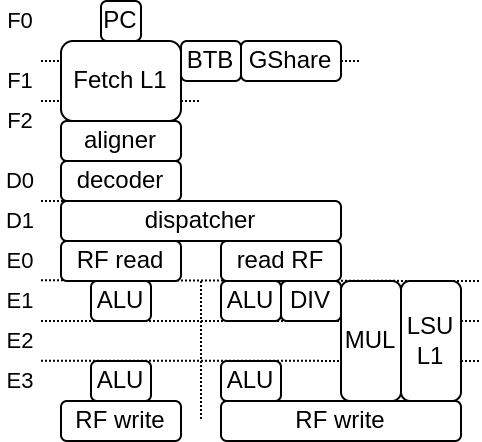 F0 PC
BTB GShare
F1 Fetch L1
F2
aligner
D0 decoder
D1 dispatcher
E0 RF read read RF
E1 ALU ALU DIV
E2 MUL LSU
L1
E3 ALU ALU
RF write RF write